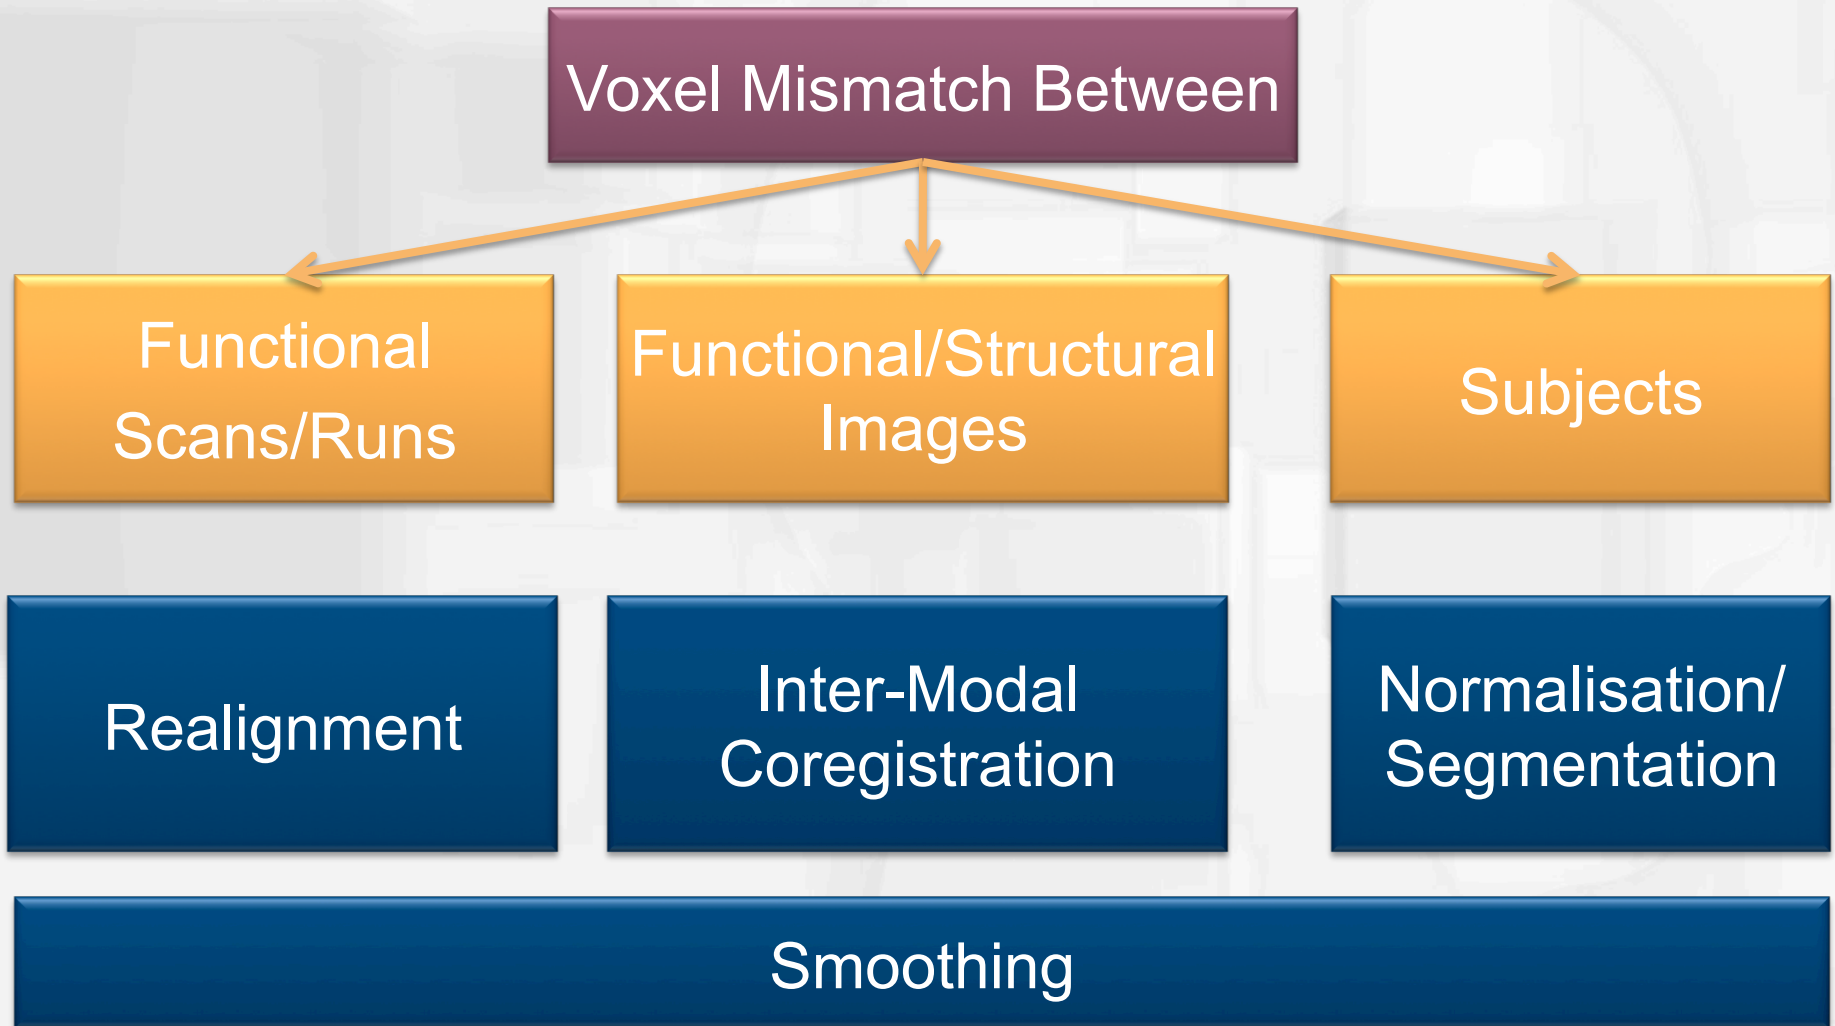 Voxel Mismatch Between
Functional
Scans/Runs
Functional/Structural
Images
Subjects
Realignment
Inter-Modal
Coregistration
Normalisation/
Segmentation
Smoothing